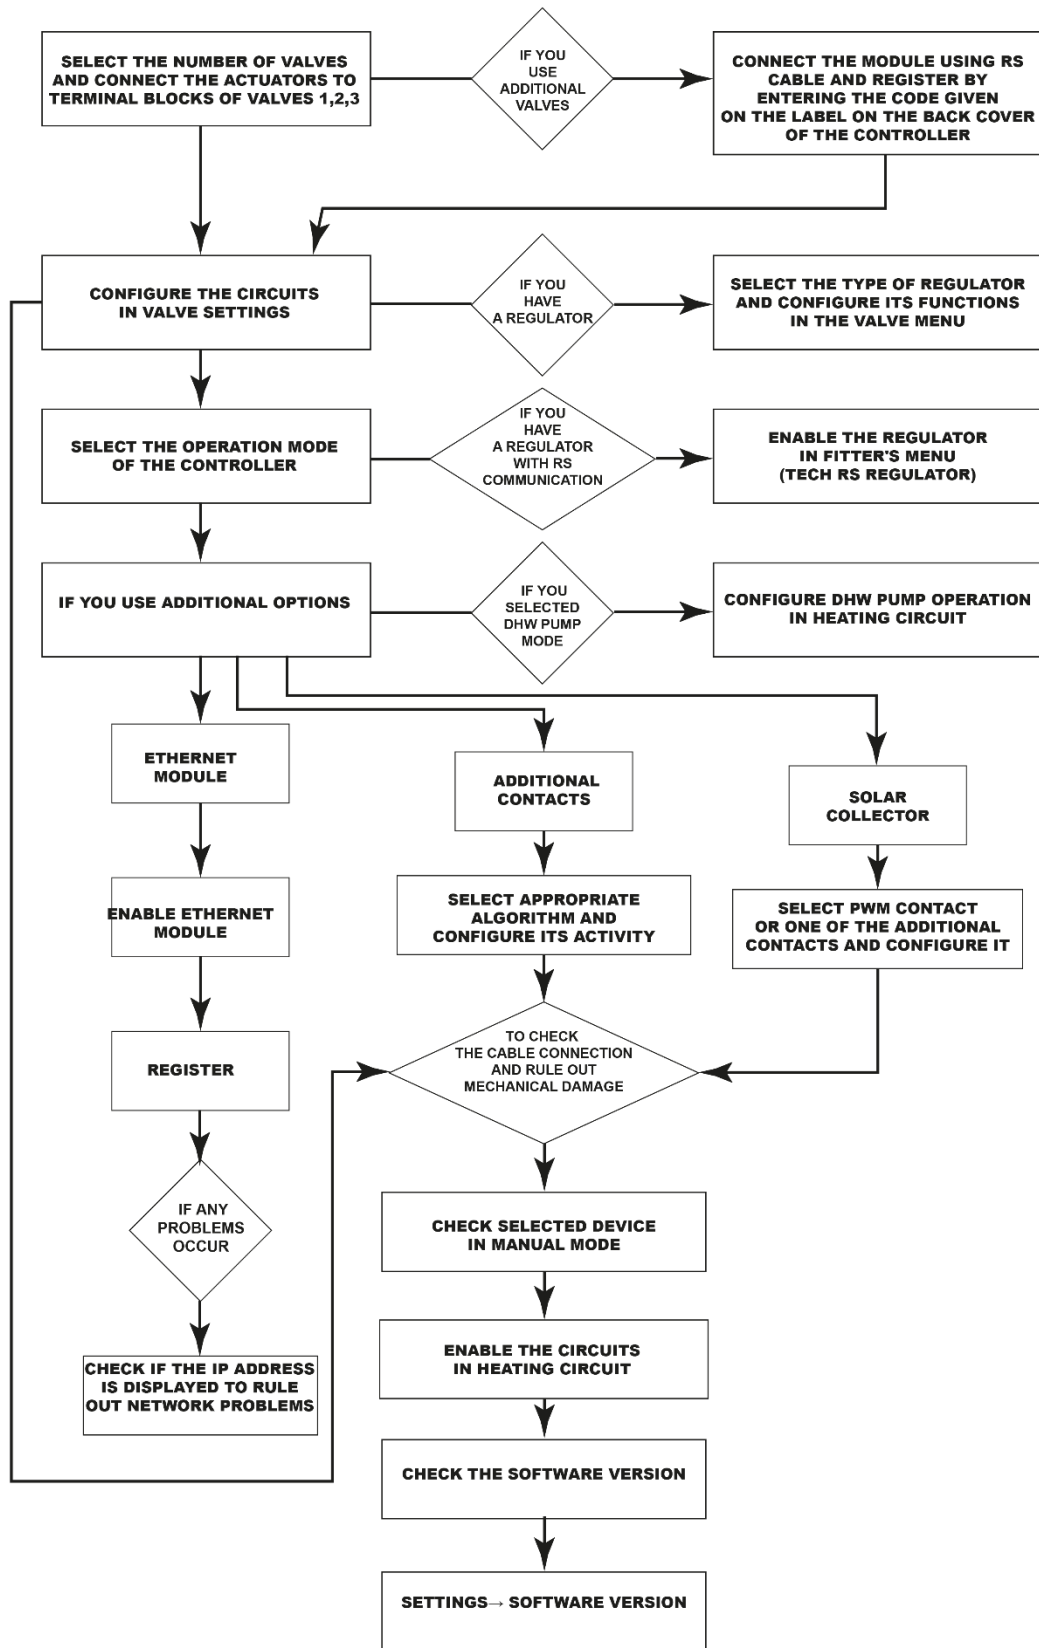 SELECT THE NUMBER OF VALVES
AND CONNECT THE ACTUATORS TO
TERMINAL BLOCKS OF VALVES 1,2,3
IF YOU
USE
ADDITIONAL
VALVES
CONNECT THE MODULE USING RS
CABLE AND REGISTER BY
ENTERING THE CODE GIVEN
ON THE LABEL ON THE BACK COVER
OF THE CONTROLLER
CONFIGURE THE CIRCUITS
IN VALVE SETTINGS
IF YOU
HAVE
A REGULATOR
SELECT THE TYPE OF REGULATOR
AND CONFIGURE ITS FUNCTIONS
IN THE VALVE MENU
SELECT THE OPERATION MODE
OF THE CONTROLLER
IF YOU
HAVE
A REGULATOR
WITH RS
COMMUNICATION
ENABLE THE REGULATOR
IN FITTER'S MENU
(TECH RS REGULATOR)
IF YOU USE ADDITIONAL OPTIONS
IF YOU
SELECTED
DHW PUMP
MODE
CONFIGURE DHW PUMP OPERATION
IN HEATING CIRCUIT
ETHERNET
MODULE
ADDITIONAL
CONTACTS
SOLAR
COLLECTOR
ENABLE ETHERNET
MODULE
SELECT APPROPRIATE
ALGORITHM AND
CONFIGURE ITS ACTIVITY
SELECT PWM CONTACT
OR ONE OF THE ADDITIONAL
CONTACTS AND CONFIGURE IT
REGISTER
TO CHECK
THE CABLE CONNECTION
AND RULE OUT
MECHANICAL DAMAGE
IF ANY
PROBLEMS
OCCUR
CHECK SELECTED DEVICE
IN MANUAL MODE
CHECK IF THE IP ADDRESS
IS DISPLAYED TO RULE
OUT NETWORK PROBLEMS
ENABLE THE CIRCUITS
IN HEATING CIRCUIT
CHECK THE SOFTWARE VERSION
SETTINGS→ SOFTWARE VERSION